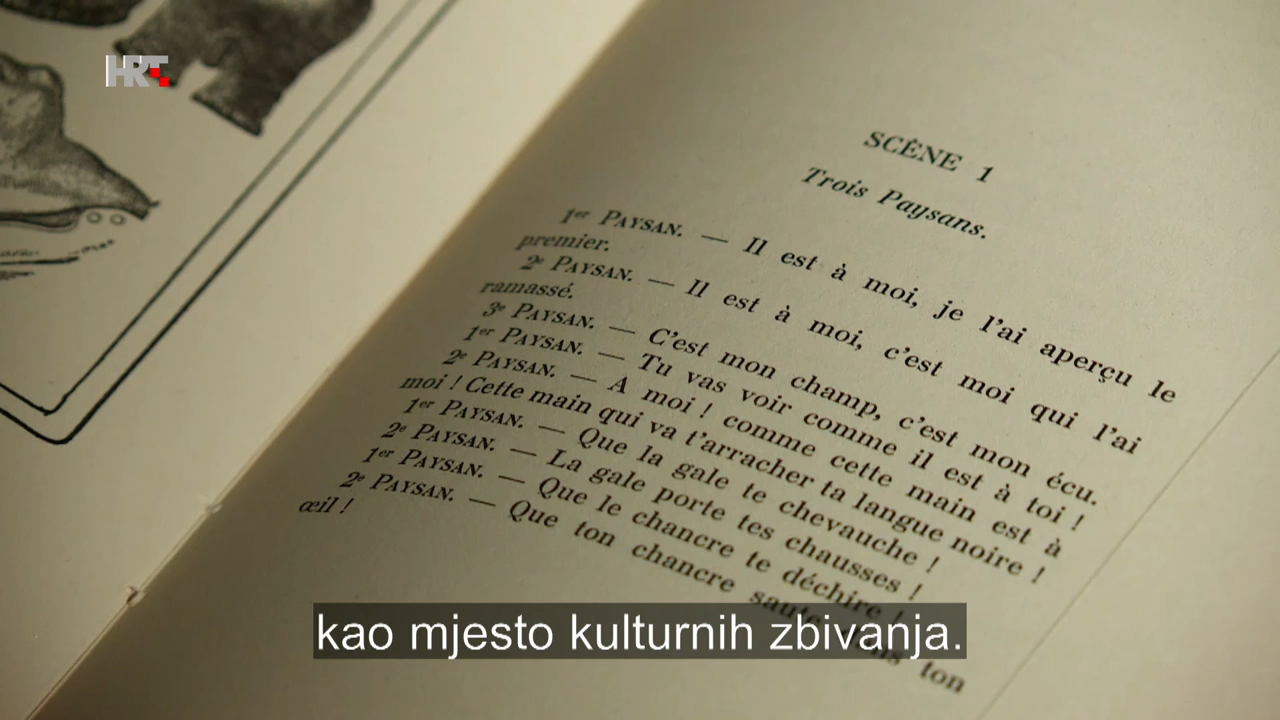 HRT
SCÈNE 1
Trois Paysans.
1er PAYSAN. — Il est à moi, je l'ai aperçu le
premier.
2e PAYSAN. — Il est à moi, c'est moi qui l'ai
ramassé.
3e PAYSAN. — C'est mon champ, c'est mon écu.
1er PAYSAN. — Tu vas voir comme il est à toi !
2e PAYSAN. — A moi ! comme cette main est à
moi ! Cette main qui va t'arracher ta langue noire !
1er PAYSAN. — Que la gale te chevauche !
2e PAYSAN. — La gale porte tes chausses !
1er PAYSAN. — Que le chancre te déchire !
2e PAYSAN. — Que ton chancre saute dans ton
œil !
kao mjesto kulturnih zbivanja.